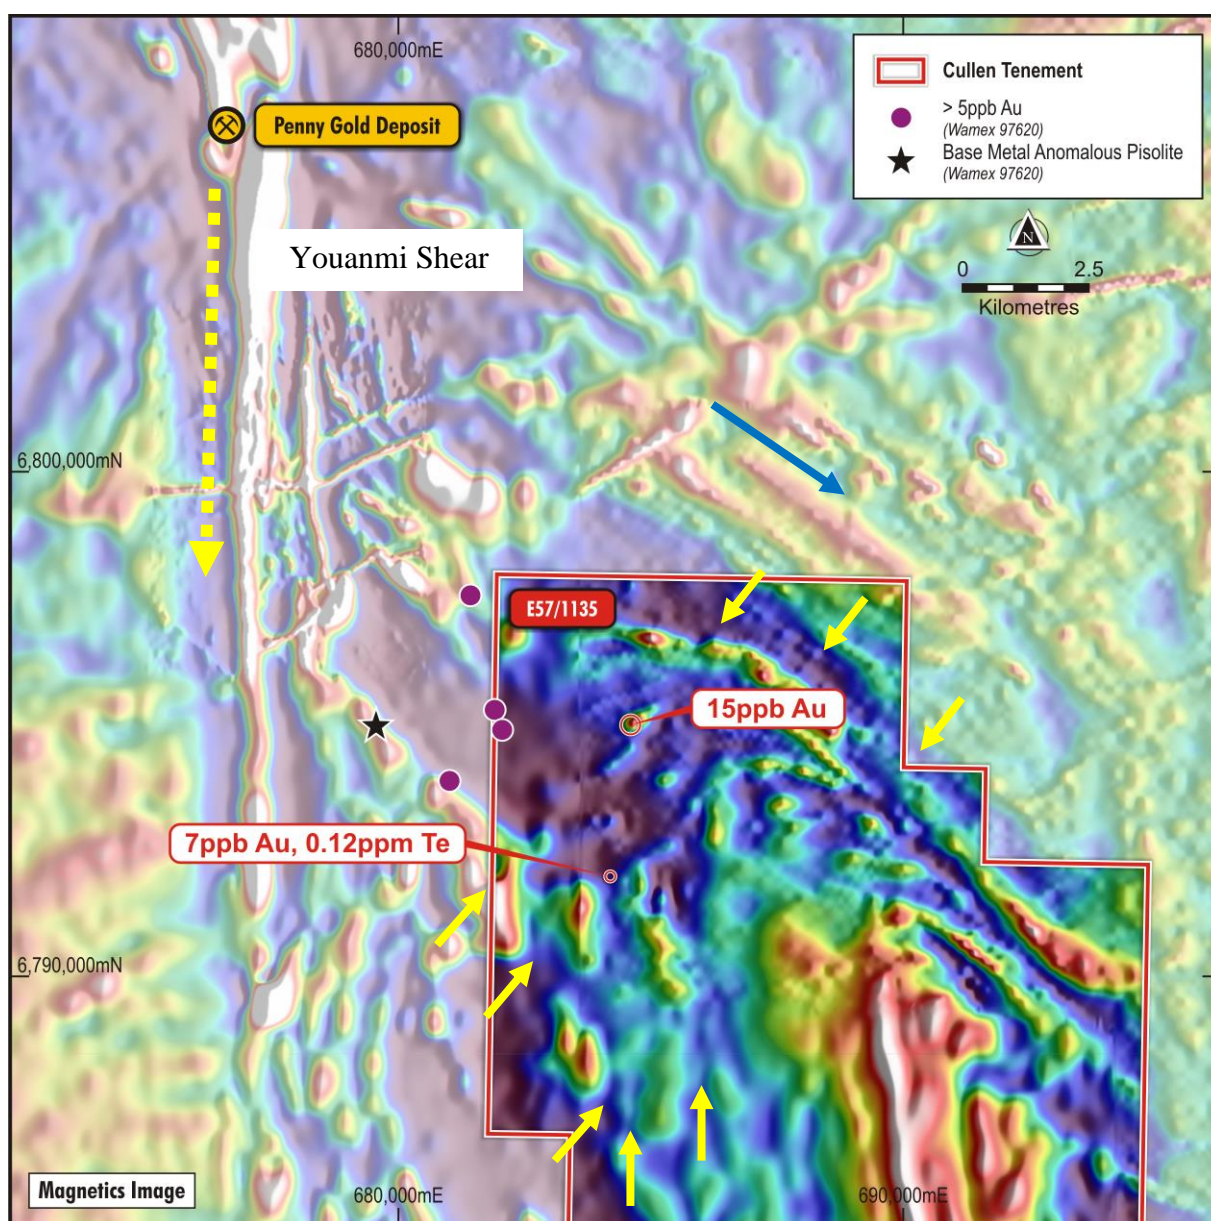 680,000mE
Cullen Tenement
> 5ppb Au
(Wamex 97620)
Base Metal Anomalous Pisolite
(Wamex 97620)
Penny Gold Deposit
Youanmi Shear
N
0 2.5
Kilometres
6,800,000mN
E57/1135
15ppb Au
7ppb Au, 0.12ppm Te
6,790,000mN
Magnetics Image
680,000mE
690,000mE